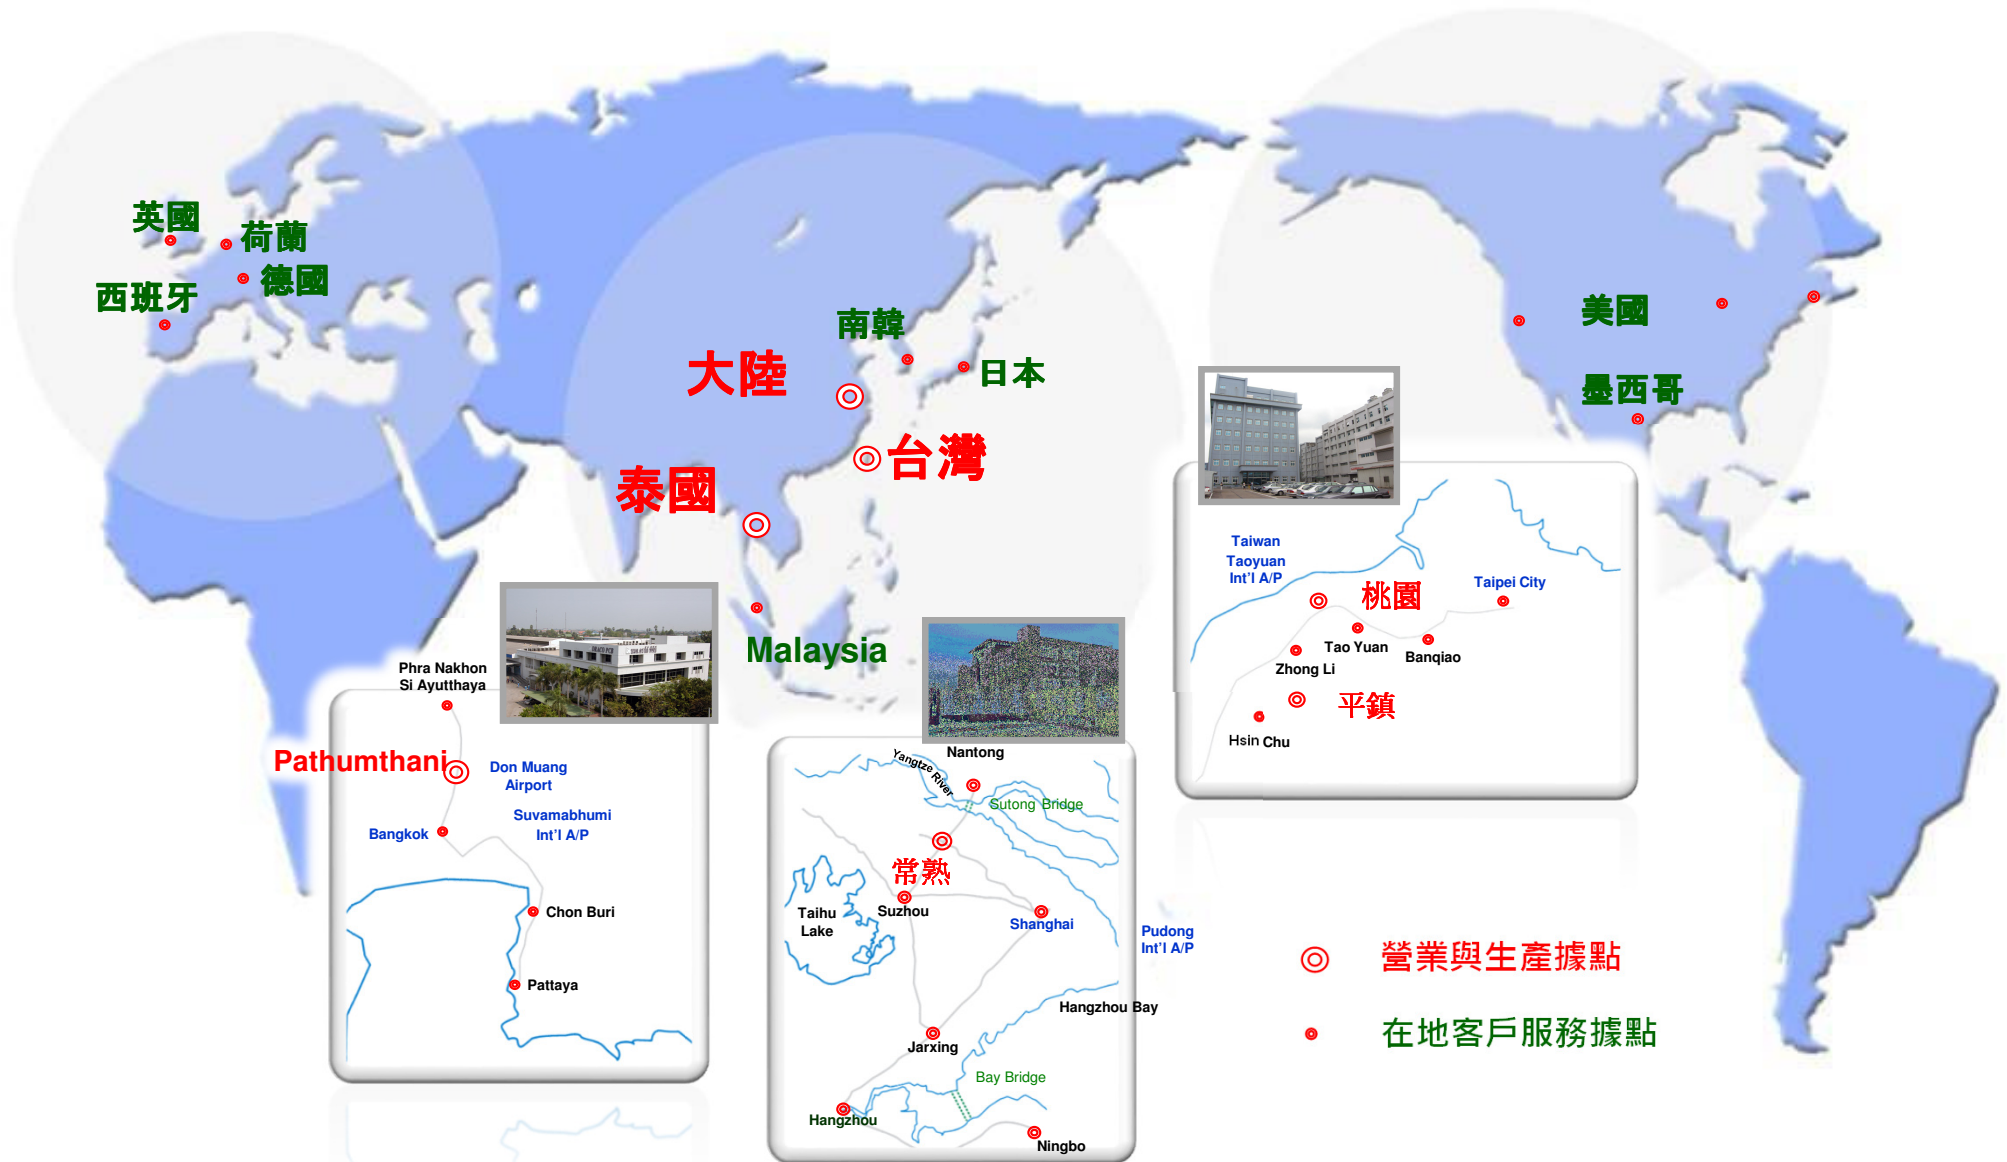 英國
荷蘭
德國
西班牙
南韓
日本
大陸
台灣
泰國
Malaysia
美國
墨西哥
Taiwan
Taoyuan
Int'l A/P
桃園
Taipei City
Tao Yuan
Banqiao
Zhong Li
平鎮
Hsin Chu
Phra Nakhon
Si Ayutthaya
Pathumthani
Don Muang
Airport
Suvamabhumi
Int'l A/P
Bangkok
Chon Buri
Pattaya
DRACO PCB
Nantong
Yangtze River
Sutong Bridge
常熟
Suzhou
Taihu
Lake
Shanghai
Pudong
Int'l A/P
Hangzhou Bay
Jarxing
Bay Bridge
Hangzhou
Ningbo
營業與生產據點
在地客戶服務據點